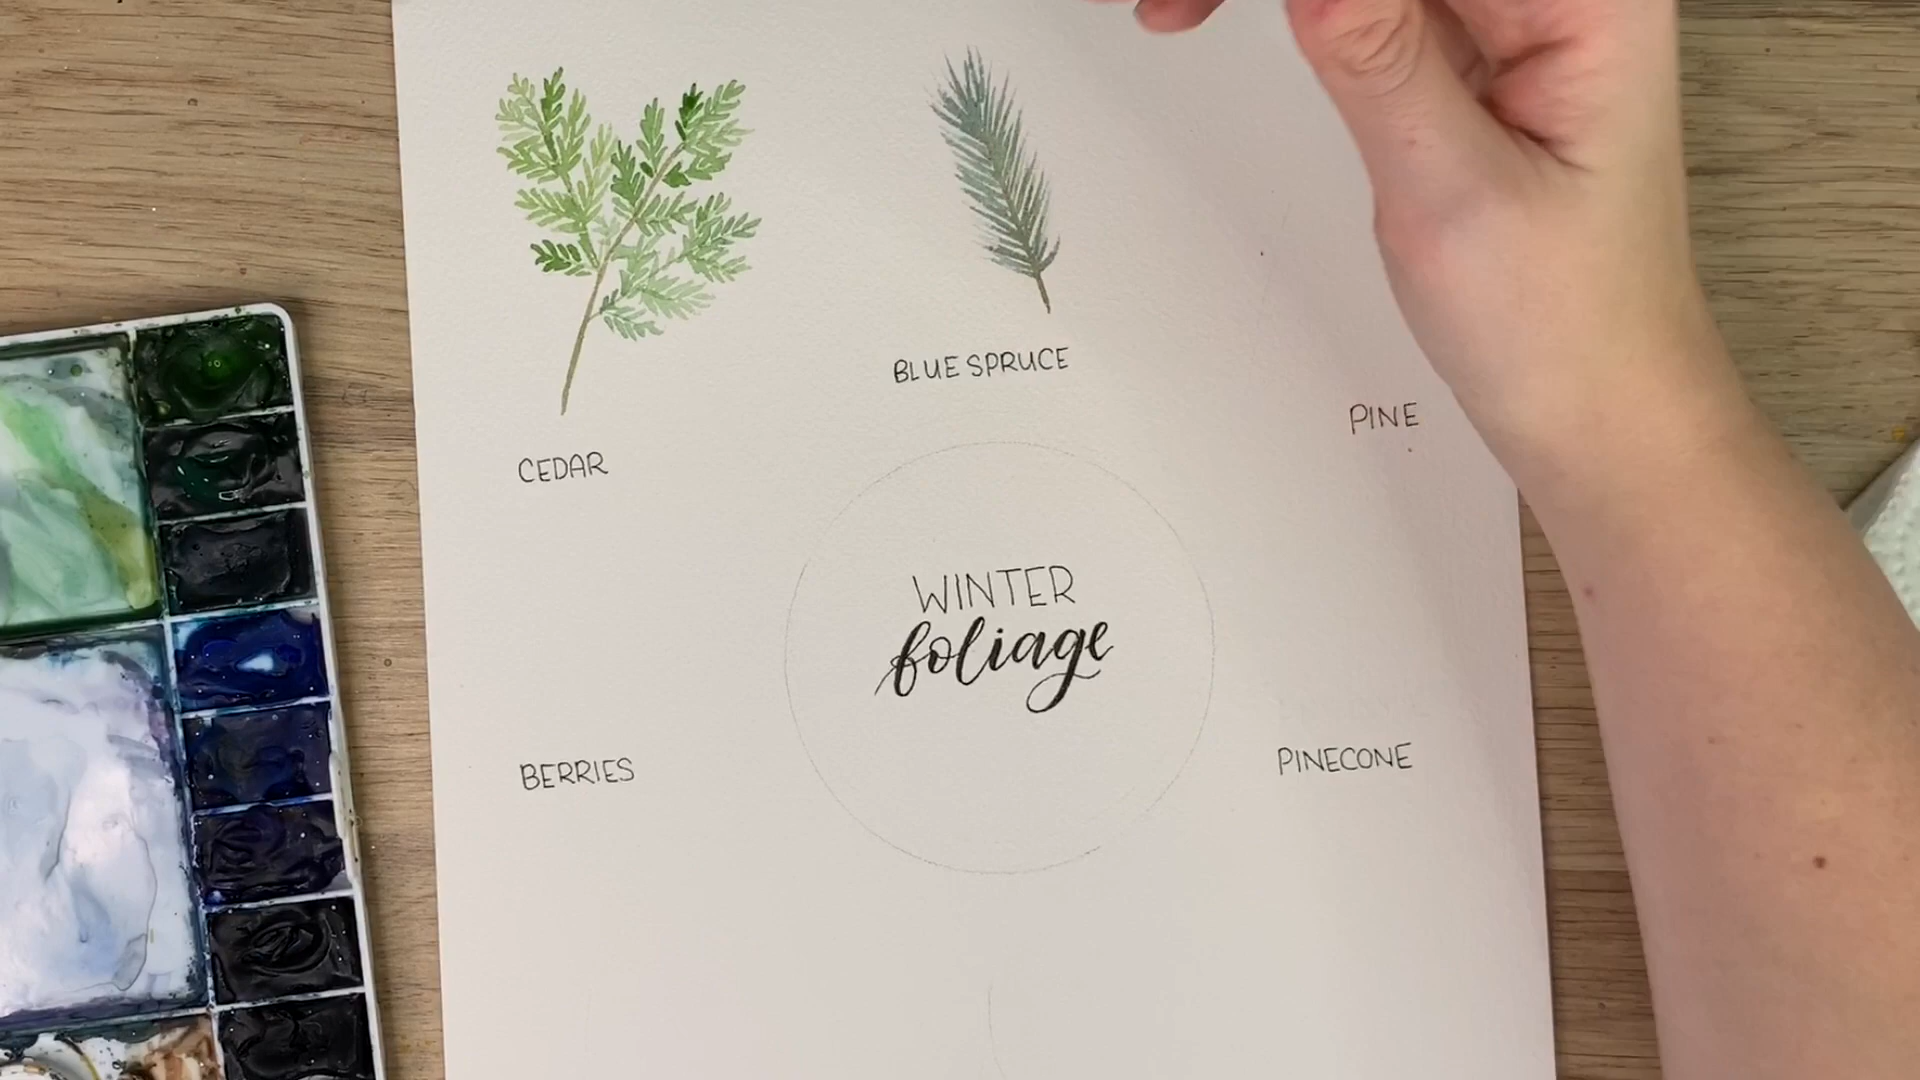 BLUE SPRUCE
PINE
CEDAR
WINTER
foliage
BERRIES
PINECONE